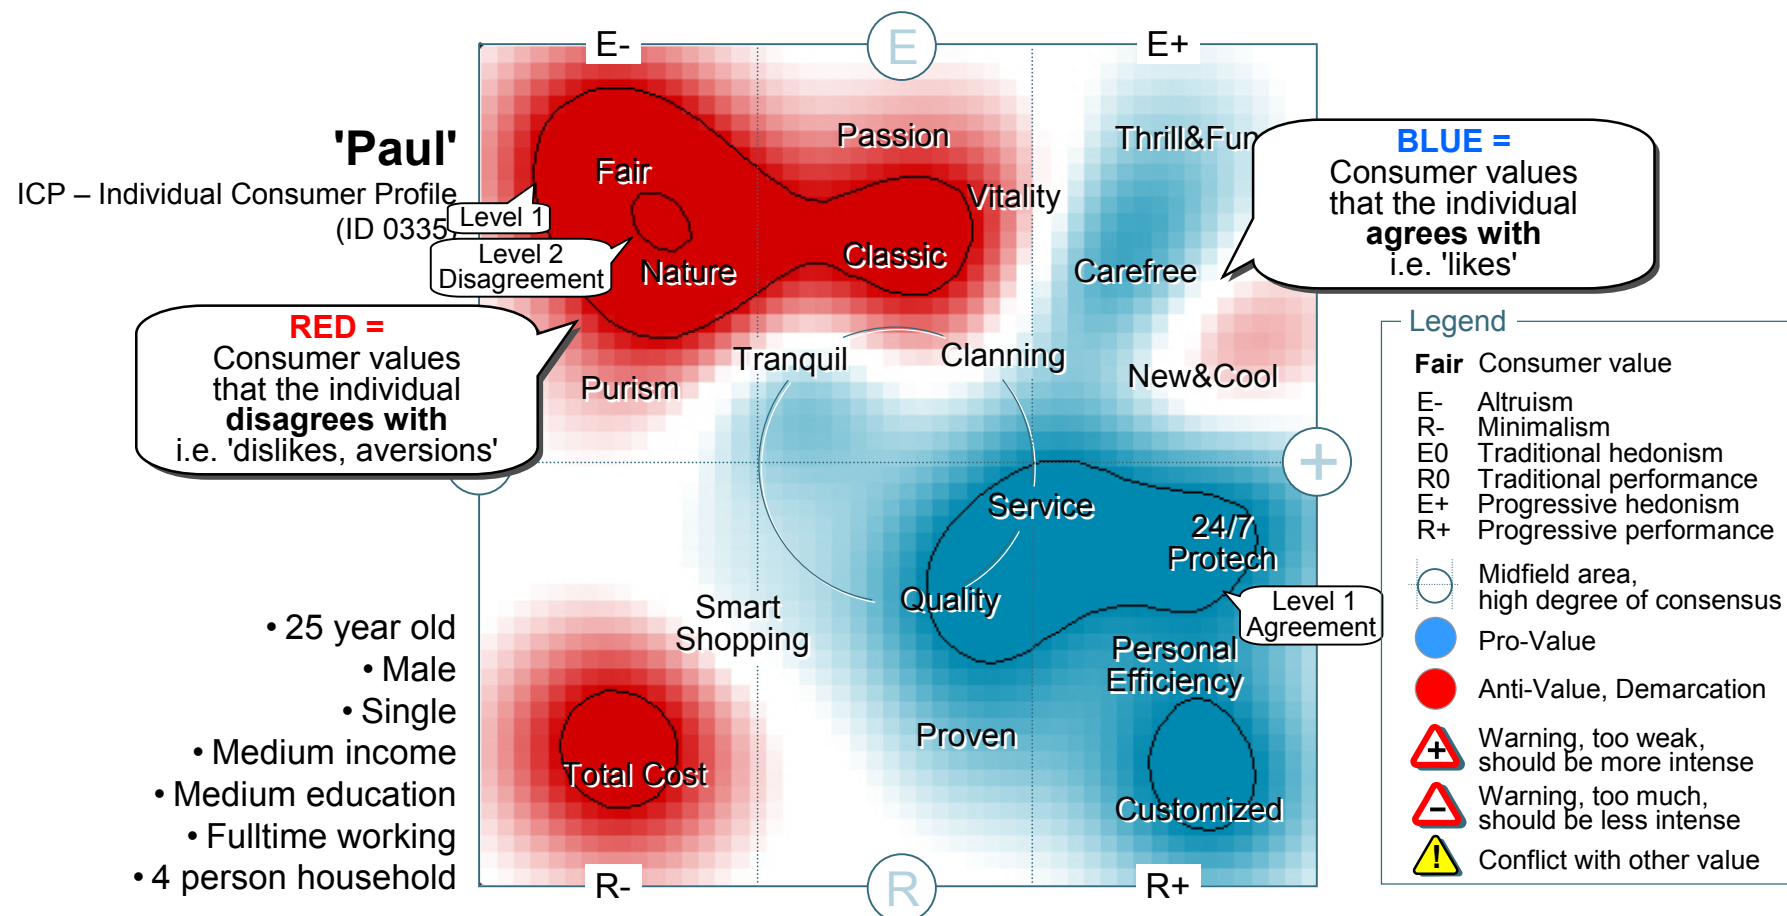 E-
E
E+
'Paul'
ICP – Individual Consumer Profile
(ID 0335)
Level 1
Level 2
Disagreement
RED =
Consumer values
that the individual
disagrees with
i.e. 'dislikes, aversions'
Fair
Nature
Purism
Passion
Vitality
Classic
Tranquil
Clanning
Thrill&Fun
Carefree
New&Cool
BLUE =
Consumer values
that the individual
agrees with
i.e. 'likes'
+
Service
24/7
Protech
Quality
Smart
Shopping
Level 1
Agreement
Personal
Efficiency
Proven
Total Cost
Customized
• 25 year old
• Male
• Single
• Medium income
• Medium education
• Fulltime working
• 4 person household
R-
R
R+
Legend
Fair Consumer value
E- Altruism
R- Minimalism
E0 Traditional hedonism
R0 Traditional performance
E+ Progressive hedonism
R+ Progressive performance
Midfield area,
high degree of consensus
Pro-Value
Anti-Value, Demarcation
+ Warning, too weak,
should be more intense
– Warning, too much,
should be less intense
! Conflict with other value